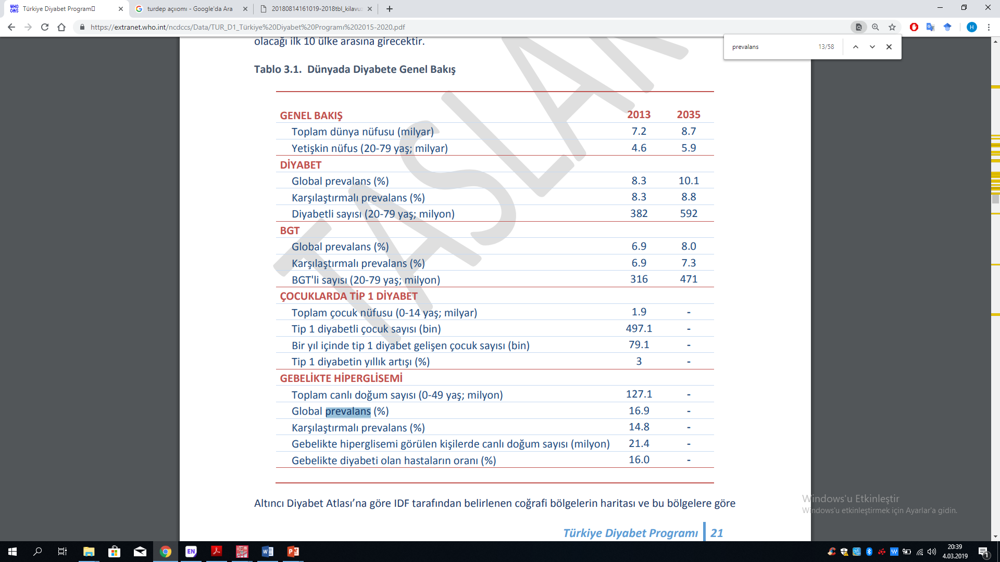 Türkiye Diyabet Programı
turdep açııomı - Google'da Ara
20180814161019-2018tbl_kilavuz
https://extranet.who.int/ncdccs/Data/TUR_D1_Türkiye%20Diyabet%20Programı%202015-2020.pdf
prevalans 13/58
olacağı ilk 10 ülke arasına girecektir.
Tablo 3.1. Dünyada Diyabete Genel Bakış
TASLAK
GENEL BAKIŞ 2013 2035
Toplam dünya nüfusu (milyar) 7.2 8.7
Yetişkin nüfus (20-79 yaş; milyar) 4.6 5.9
DİYABET
Global prevalans (%) 8.3 10.1
Karşılaştırmalı prevalans (%) 8.3 8.8
Diyabetli sayısı (20-79 yaş; milyon) 382 592
BGT
Global prevalans (%) 6.9 8.0
Karşılaştırmalı prevalans (%) 6.9 7.3
BGT'li sayısı (20-79 yaş; milyon) 316 471
ÇOCUKLARDA TİP 1 DİYABET
Toplam çocuk nüfusu (0-14 yaş; milyar) 1.9 -
Tip 1 diyabetli çocuk sayısı (bin) 497.1 -
Bir yıl içinde tip 1 diyabet gelişen çocuk sayısı (bin) 79.1 -
Tip 1 diyabetin yıllık artışı (%) 3 -
GEBELİKTE HİPERGLİSEMİ
Toplam canlı doğum sayısı (0-49 yaş; milyon) 127.1 -
Global prevalans (%) 16.9 -
Karşılaştırmalı prevalans (%) 14.8 -
Gebelikte hiperglisemi görülen kişilerde canlı doğum sayısı (milyon) 21.4 -
Gebelikte diyabeti olan hastaların oranı (%) 16.0 -
Altıncı Diyabet Atlası’na göre IDF tarafından belirlenen coğrafi bölgelerin haritası ve bu bölgelere göre
Türkiye Diyabet Programı 21
Windows'u Etkinleştir
Windows'u etkinleştirmek için Ayarlar'a gidin.
EN
20:39
4.03.2019
1